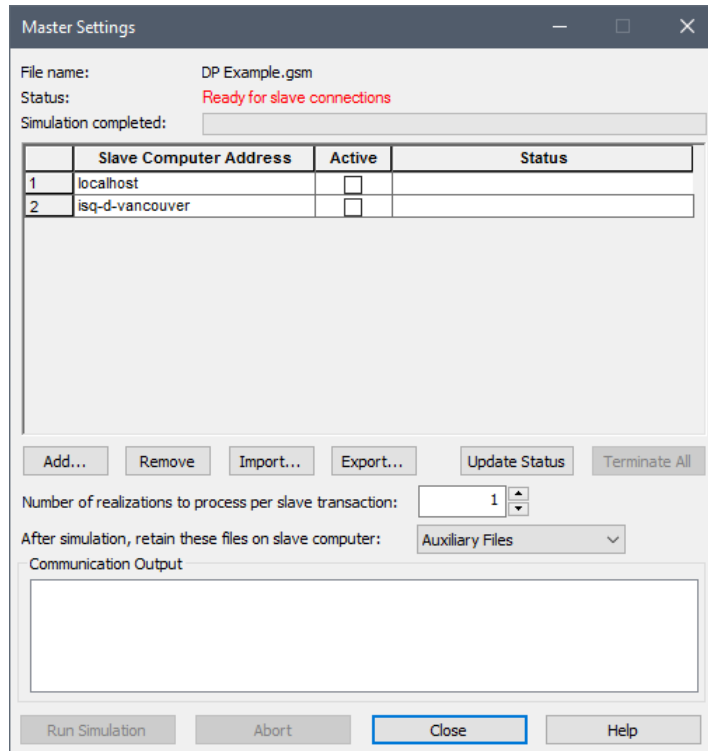 Master Settings
File name: DP Example.gsm
Status: Ready for slave connections
Simulation completed:
Slave Computer Address Active Status
1 localhost
2 isq-d-vancouver
Add... Remove Import... Export... Update Status Terminate All
Number of realizations to process per slave transaction: 1
After simulation, retain these files on slave computer: Auxiliary Files
Communication Output
Run Simulation Abort Close Help